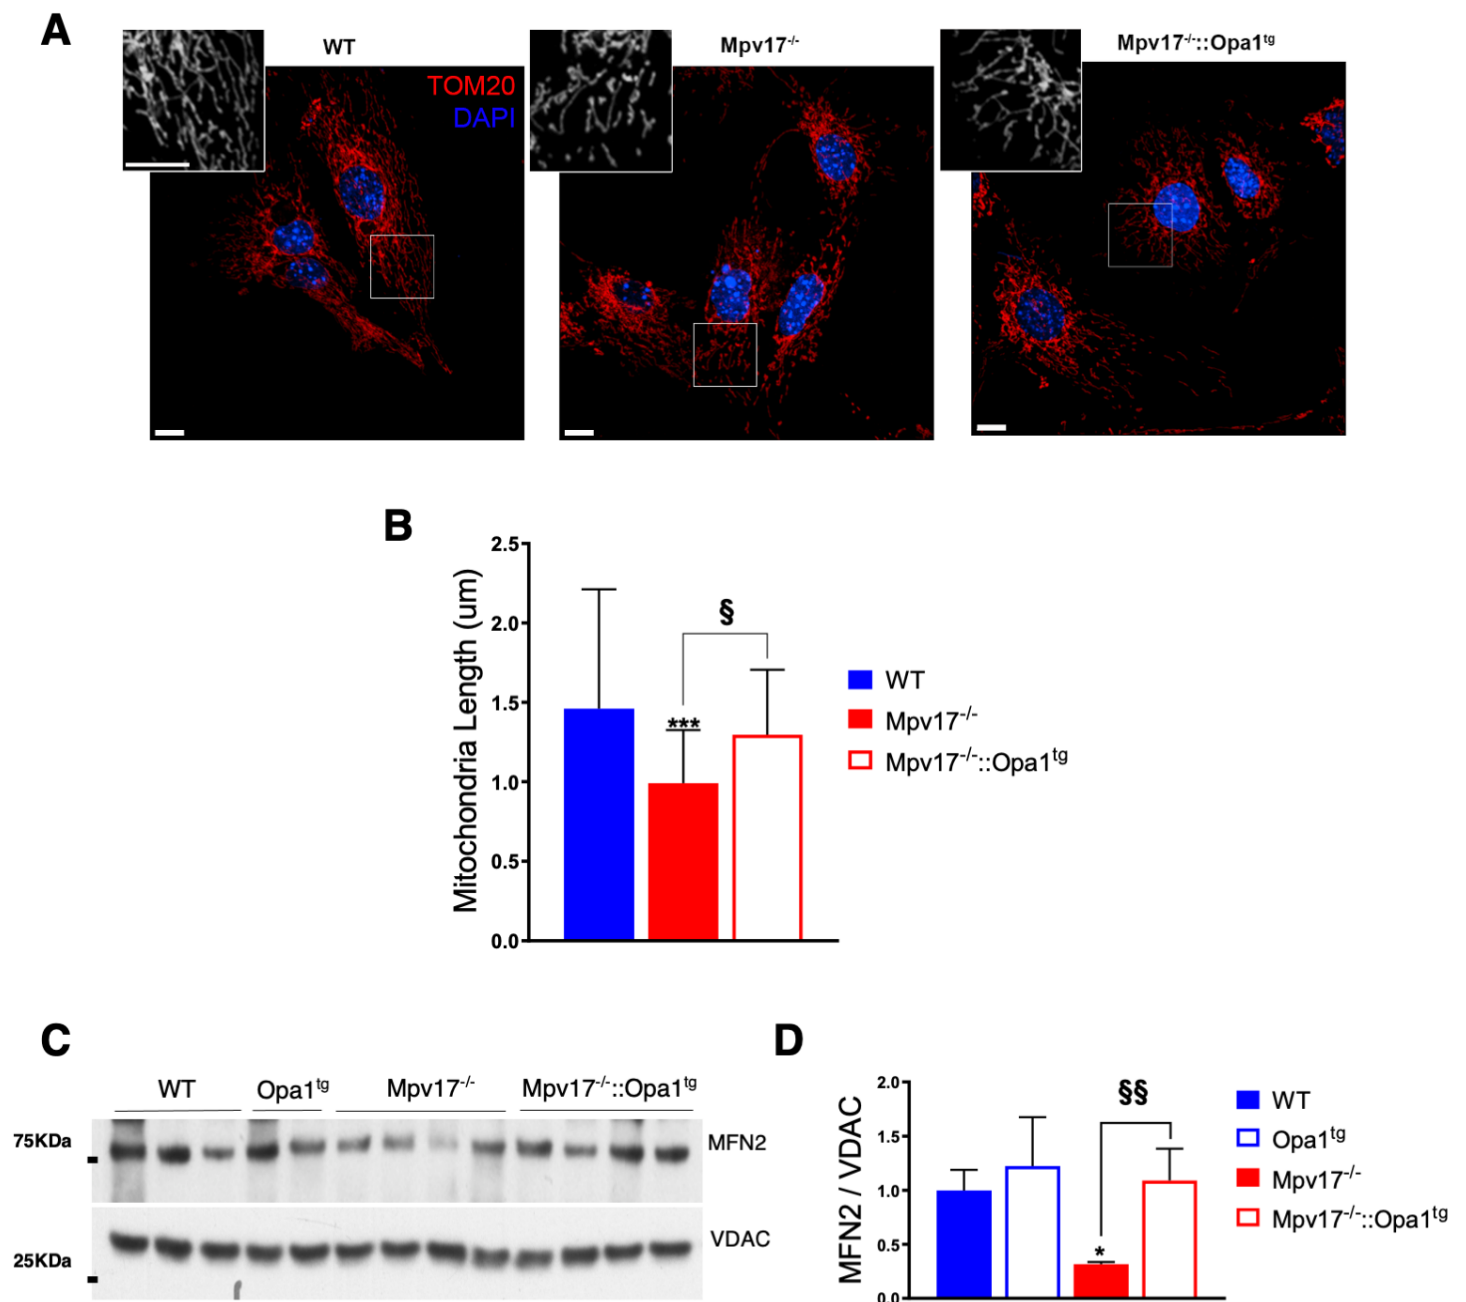 A
WT
Mpv17-/-
Mpv17-/-::Opa1tg
TOM20
DAPI
B
Mitochondria Length (um)
2.5
2.0
1.5
1.0
0.5
0.0
§
***
WT
Mpv17-/-
Mpv17-/-::Opa1tg
C
WT
Opa1tg
Mpv17-/-
Mpv17-/-::Opa1tg
75KDa
MFN2
VDAC
25KDa
D
MFN2 / VDAC
2.0
1.5
1.0
0.5
0.0
§§
*
WT
Opa1tg
Mpv17-/-
Mpv17-/-::Opa1tg